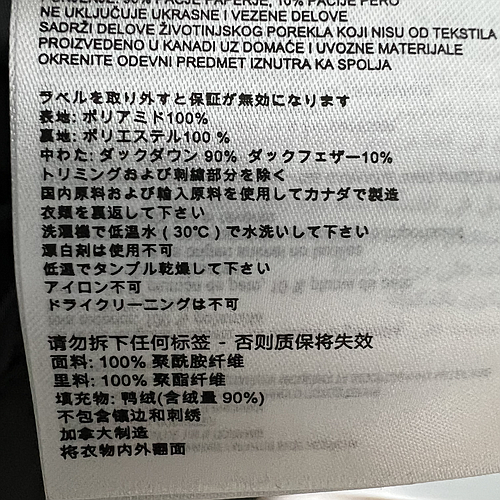 PAČJE PAPERJE, 10% PAČJE PERO
NE UKLJUČUJE UKRASNE I VEZENE DELOVE
SADRŽI DELOVE ŽIVOTINJSKOG POREKLA KOJI NISU OD TEKSTILA
PROIZVEDENO U KANADI UZ DOMAĆE I UVOZNE MATERIJALE
OKRENITE ODEVNI PREDMET IZNUTRA KA SPOLJA
ラベルを取り外すと保証が無効になります
表地: ポリアミド100%
裏地: ポリエステル100 %
中わた: ダックダウン 90% ダックフェザー10%
トリミングおよび刺繍部分を除く
国内原料および輸入原料を使用してカナダで製造
衣類を裏返して下さい
洗濯機で低温水（30℃）で水洗いして下さい
漂白剤は使用不可
低温でタンブル乾燥して下さい
アイロン不可
ドライクリーニングは不可
请勿拆下任何标签 - 否则质保将失效
面料: 100% 聚酰胺纤维
里料: 100% 聚酯纤维
填充物: 鸭绒(含绒量 90%)
不包含镶边和刺绣
加拿大制造
将衣物内外翻面